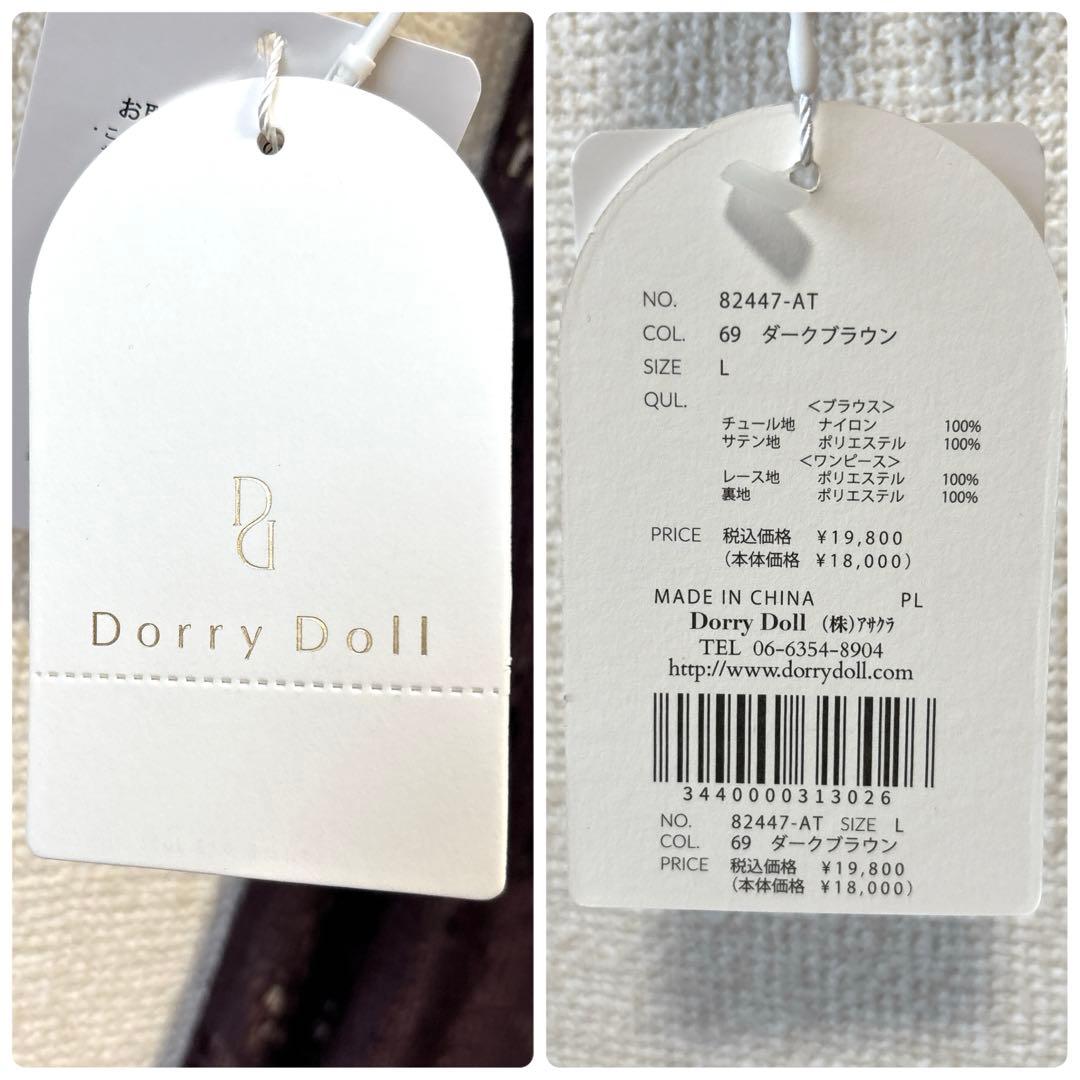 お
Dorry Doll
NO. 82447-AT
COL. 69 ダークブラウン
SIZE L
QUL. <ブラウス>
チュール地 ナイロン 100%
サテン地 ポリエステル 100%
<ワンピース>
レース地 ポリエステル 100%
裏地 ポリエステル 100%
PRICE 税込価格 ¥19,800
(本体価格 ¥18,000)
MADE IN CHINA PL
Dorry Doll (株)アサクラ
TEL 06-6354-8904
http://www.dorrydoll.com
3440000313026
NO. 82447-AT SIZE L
COL. 69 ダークブラウン
PRICE 税込価格 ¥19,800
(本体価格 ¥18,000)